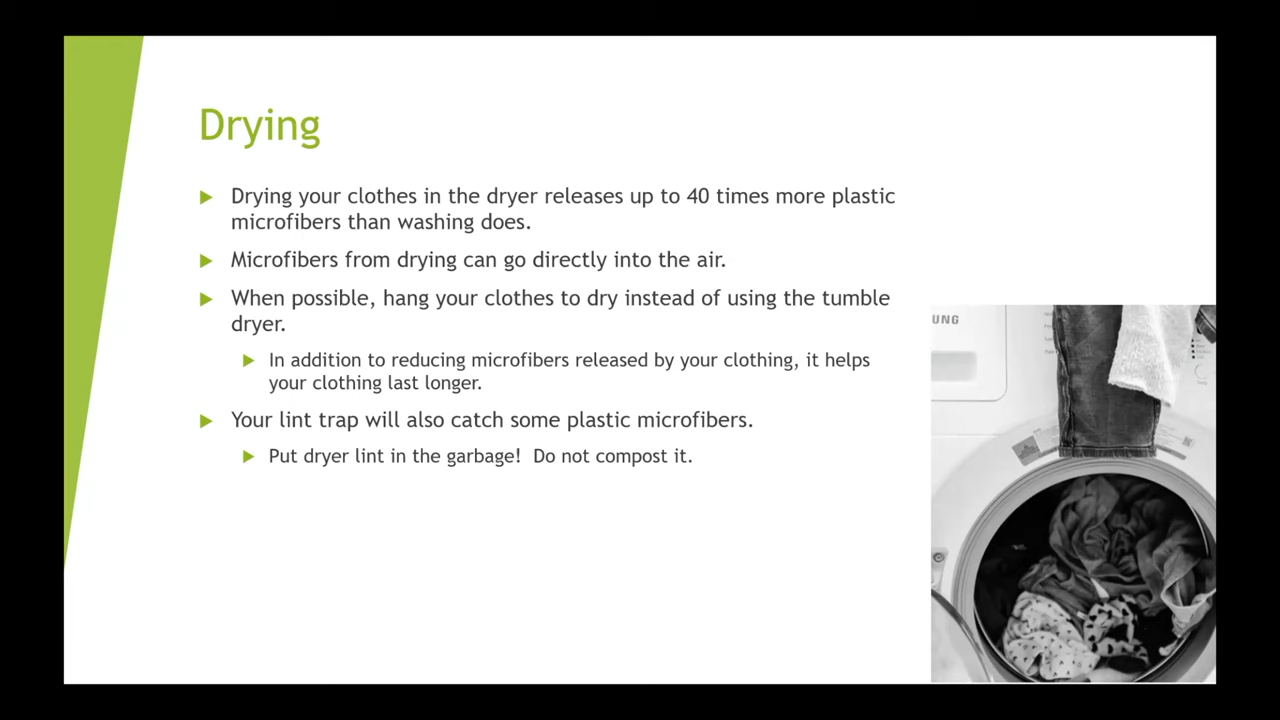 Drying
Drying your clothes in the dryer releases up to 40 times more plastic
microfibers than washing does.
Microfibers from drying can go directly into the air.
When possible, hang your clothes to dry instead of using the tumble
dryer.
In addition to reducing microfibers released by your clothing, it helps
your clothing last longer.
Your lint trap will also catch some plastic microfibers.
Put dryer lint in the garbage!  Do not compost it.
UNG